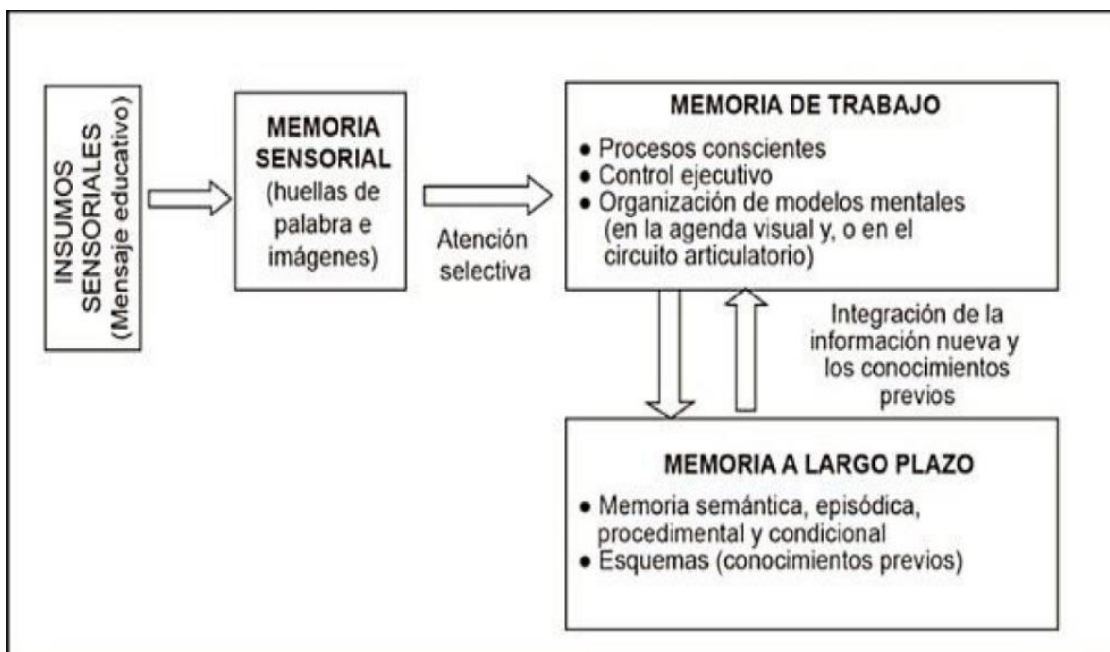 INSUMOS
SENSORIALES
(Mensaje educativo)
MEMORIA
SENSORIAL
(huellas de
palabra e
imágenes)
Atención
selectiva
MEMORIA DE TRABAJO
● Procesos conscientes
● Control ejecutivo
● Organización de modelos mentales
(en la agenda visual y, o en el
circuito articulatorio)
Integración de la
información nueva y
los conocimientos
previos
MEMORIA A LARGO PLAZO
● Memoria semántica, episódica,
procedimental y condicional
● Esquemas (conocimientos previos)